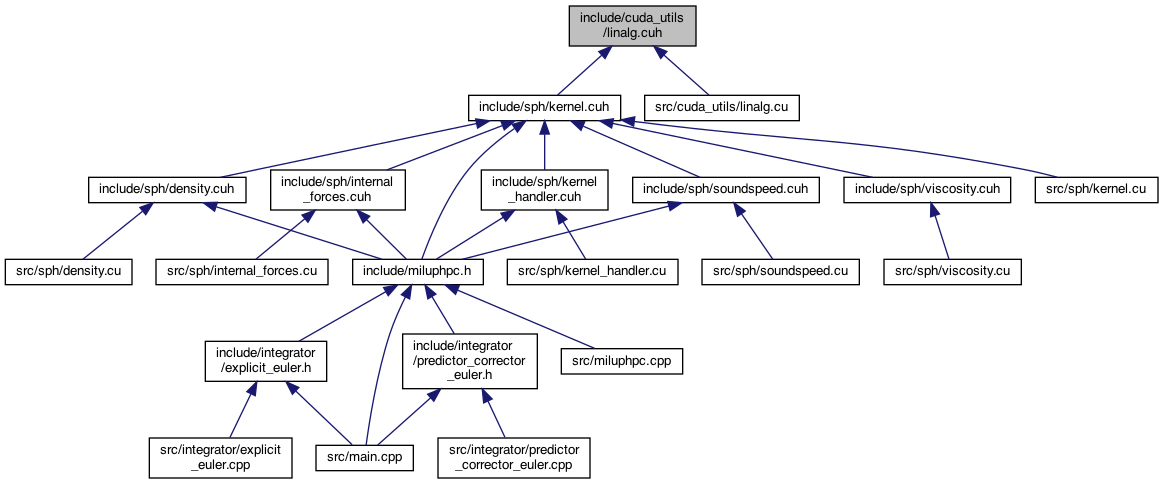 include/cuda_utils
/linalg.cuh
include/sph/kernel.cuh
src/cuda_utils/linalg.cu
include/sph/density.cuh
include/sph/internal
_forces.cuh
include/sph/kernel
_handler.cuh
include/sph/soundspeed.cuh
include/sph/viscosity.cuh
src/sph/kernel.cu
src/sph/density.cu
src/sph/internal_forces.cu
include/miluphpc.h
src/sph/kernel_handler.cu
src/sph/soundspeed.cu
src/sph/viscosity.cu
include/integrator
/explicit_euler.h
include/integrator
/predictor_corrector
_euler.h
src/miluphpc.cpp
src/integrator/explicit
_euler.cpp
src/main.cpp
src/integrator/predictor
_corrector_euler.cpp